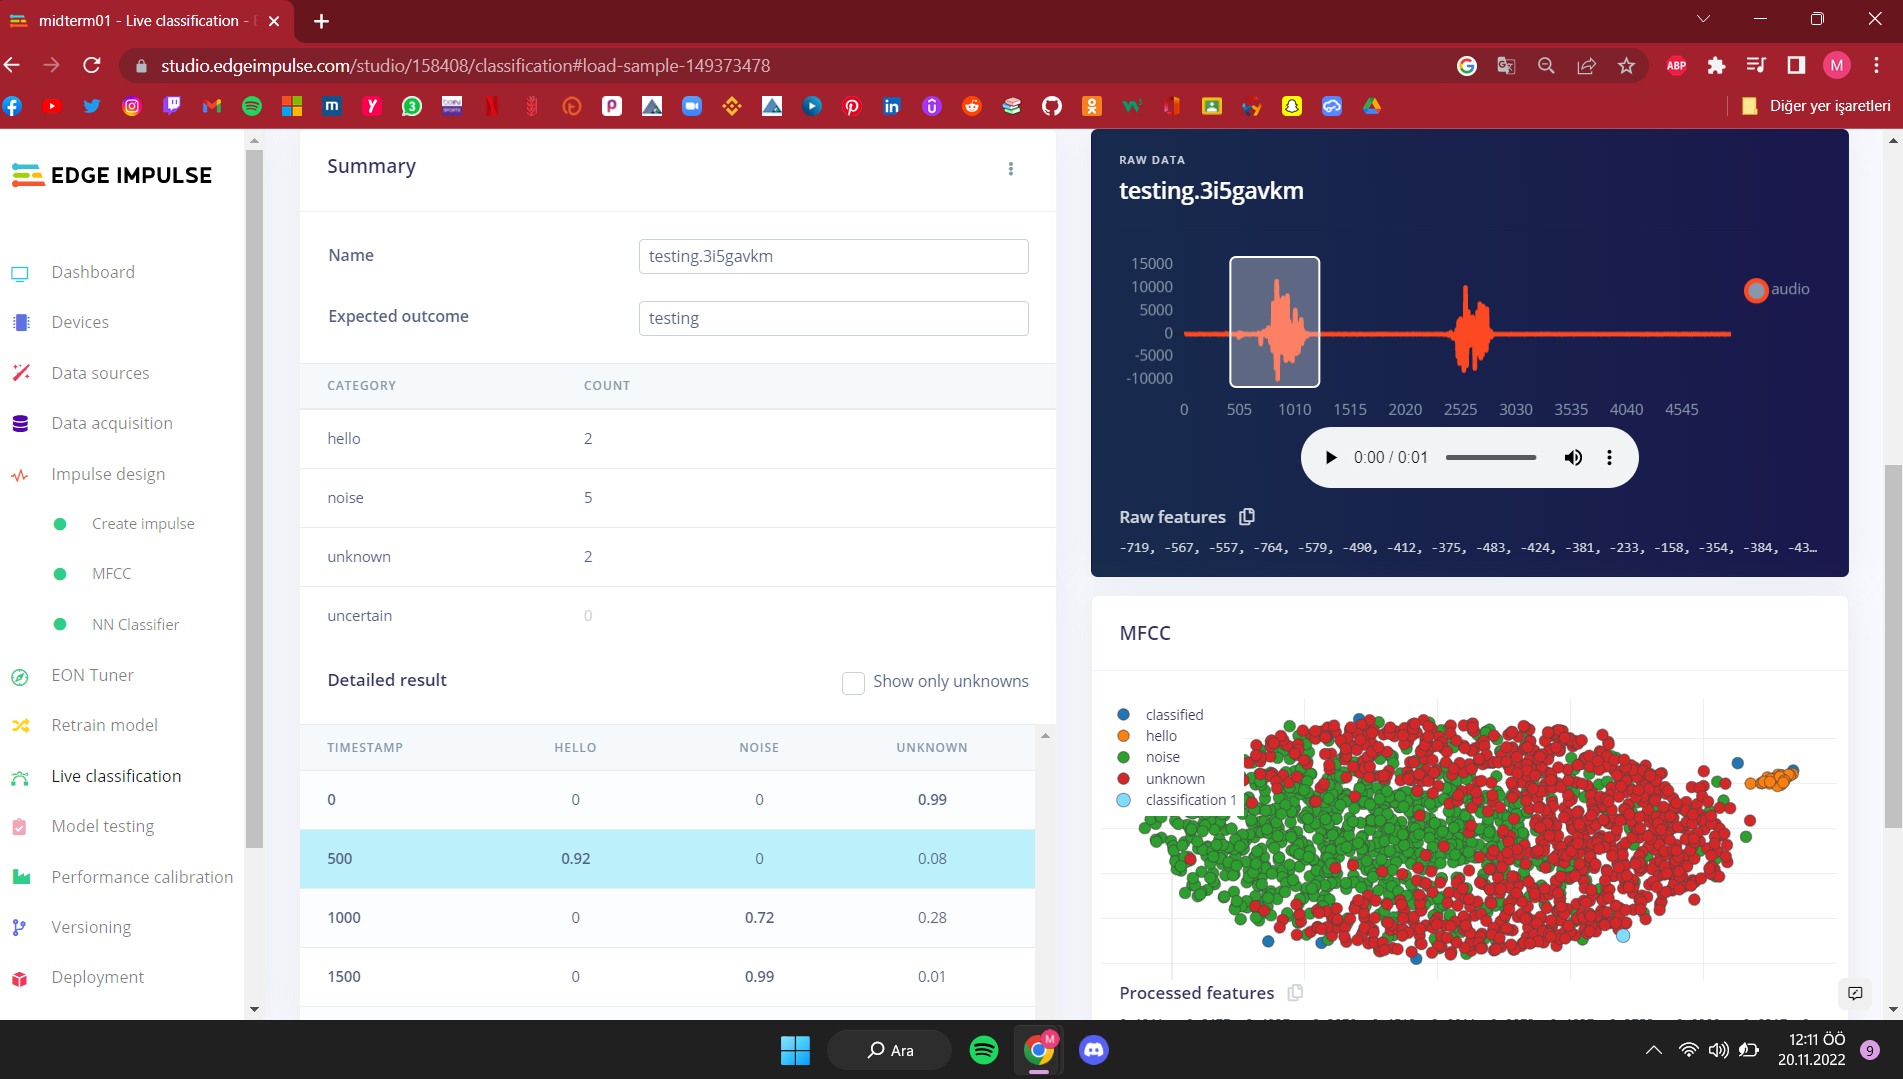 midterm01 - Live classification - E
studio.edgeimpulse.com/studio/158408/classification#load-sample-149373478
ABP
M
Diğer yer işaretleri
EDGE IMPULSE
Dashboard
Devices
Data sources
Data acquisition
Impulse design
Create impulse
MFCC
NN Classifier
EON Tuner
Retrain model
Live classification
Model testing
Performance calibration
Versioning
Deployment
Summary
Name
testing.3i5gavkm
Expected outcome
testing
CATEGORY COUNT
hello 2
noise 5
unknown 2
uncertain 0
Detailed result
Show only unknowns
TIMESTAMP HELLO NOISE UNKNOWN
0 0 0 0.99
500 0.92 0 0.08
1000 0 0.72 0.28
1500 0 0.99 0.01
RAW DATA
testing.3i5gavkm
15000
10000
5000
0
-5000
-10000
0 505 1010 1515 2020 2525 3030 3535 4040 4545
audio
0:00 / 0:01
Raw features
-719, -567, -557, -764, -579, -490, -412, -375, -483, -424, -381, -233, -158, -354, -384, -43…
MFCC
classified
hello
noise
unknown
classification 1
Processed features
Ara
M
12:11 ÖÖ
20.11.2022
9